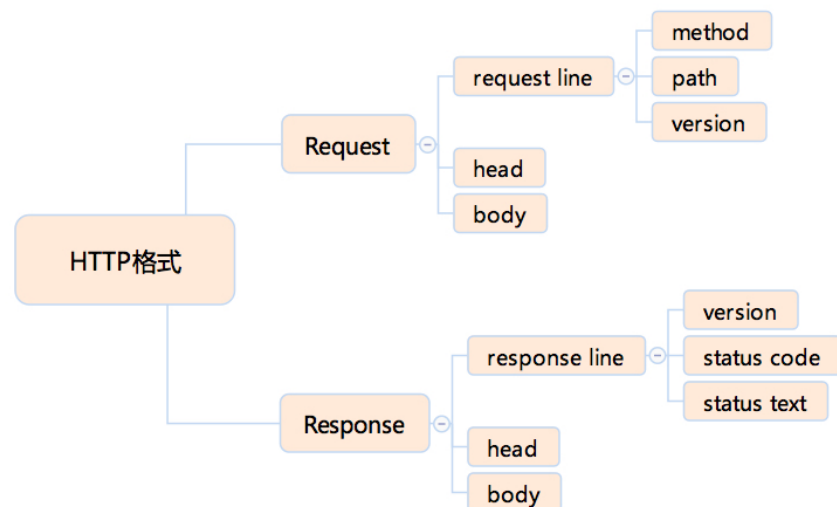 HTTP格式
Request
request line
method
path
version
head
body
Response
response line
version
status code
status text
head
body